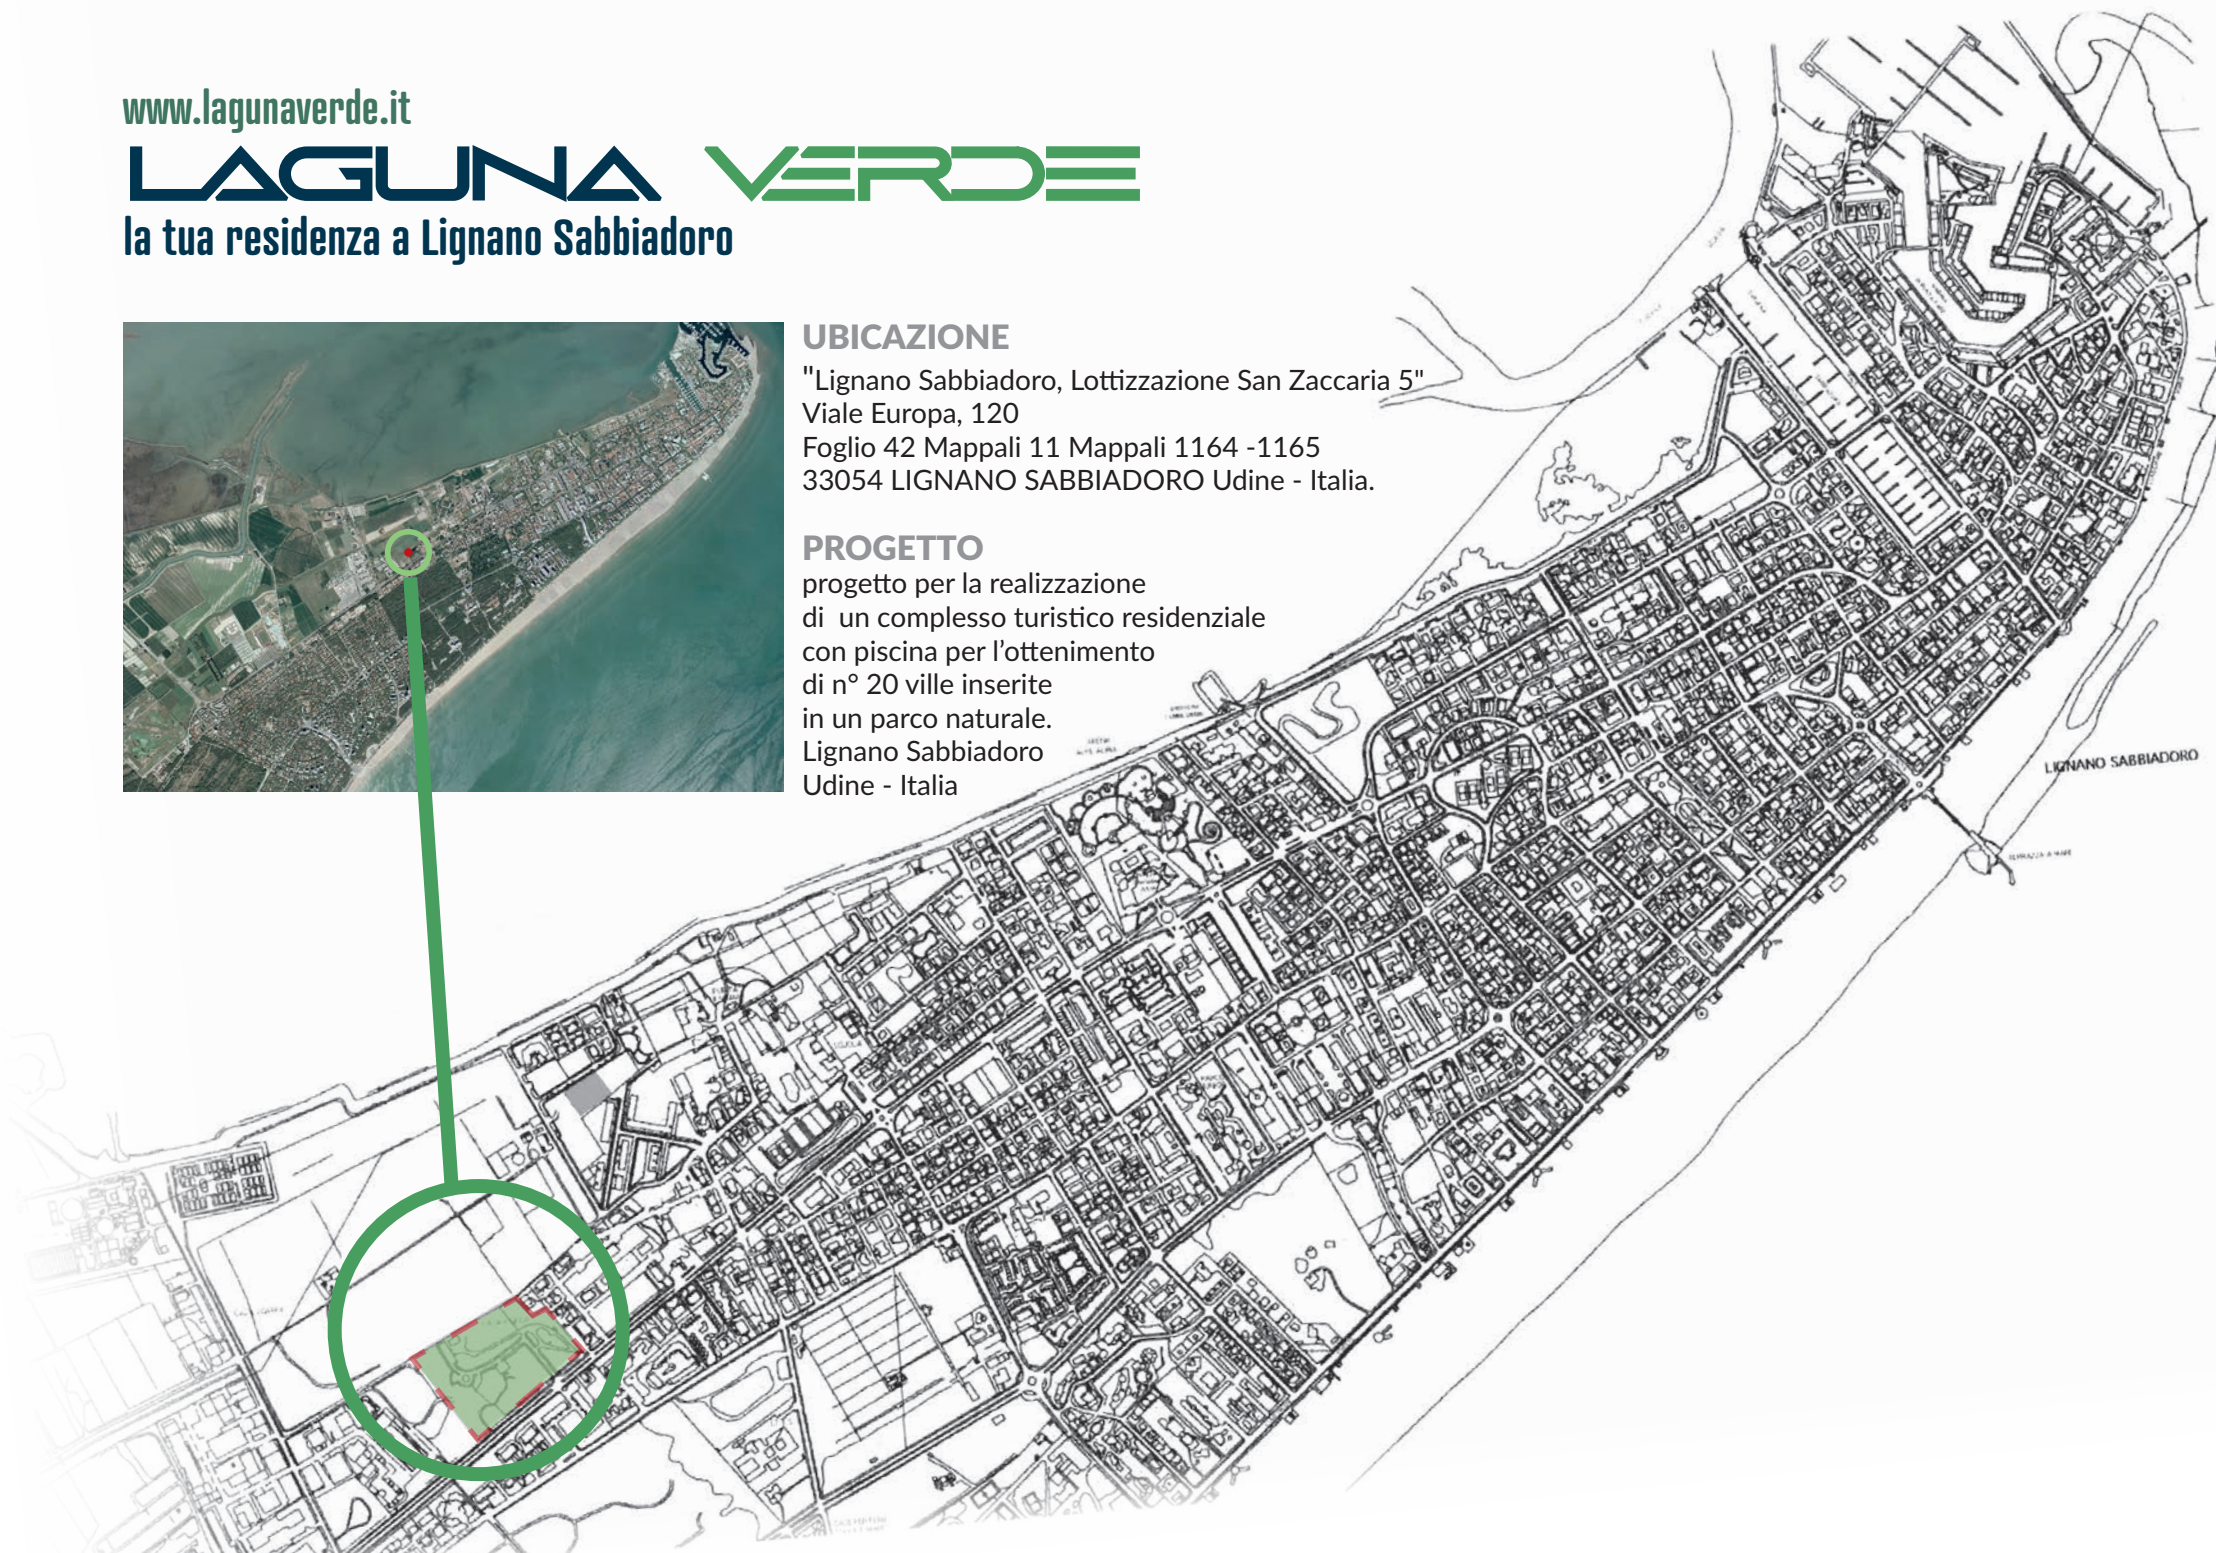 www.lagunaverde.it
LAGUNA VERDE
la tua residenza a Lignano Sabbiadoro
UBICAZIONE
"Lignano Sabbiadoro, Lottizzazione San Zaccaria 5"
Viale Europa, 120
Foglio 42 Mappali 11 Mappali 1164 -1165
33054 LIGNANO SABBIADORO Udine - Italia.
PROGETTO
progetto per la realizzazione
di un complesso turistico residenziale
con piscina per l’ottenimento
di n° 20 ville inserite
in un parco naturale.
Lignano Sabbiadoro
Udine - Italia
LIGNANO SABBIADORO
TERRAZZA A MARE
SCUOLA